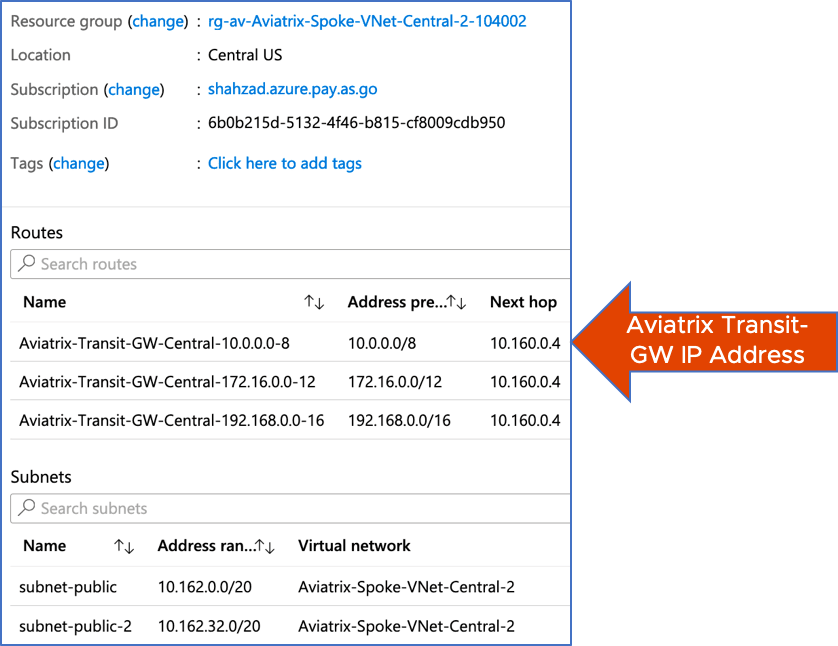 Resource group (change) : rg-av-Aviatrix-Spoke-VNet-Central-2-104002
Location : Central US
Subscription (change) : shahzad.azure.pay.as.go
Subscription ID : 6b0b215d-5132-4f46-b815-cf8009cdb950
Tags (change) : Click here to add tags
Routes
Search routes
Name ↑↓ Address pre...↑↓ Next hop
Aviatrix-Transit-GW-Central-10.0.0.0-8 10.0.0.0/8 10.160.0.4
Aviatrix-Transit-GW-Central-172.16.0.0-12 172.16.0.0/12 10.160.0.4
Aviatrix-Transit-GW-Central-192.168.0.0-16 192.168.0.0/16 10.160.0.4
Aviatrix Transit-
GW IP Address
Subnets
Search subnets
Name ↑↓ Address ran...↑↓ Virtual network
subnet-public 10.162.0.0/20 Aviatrix-Spoke-VNet-Central-2
subnet-public-2 10.162.32.0/20 Aviatrix-Spoke-VNet-Central-2